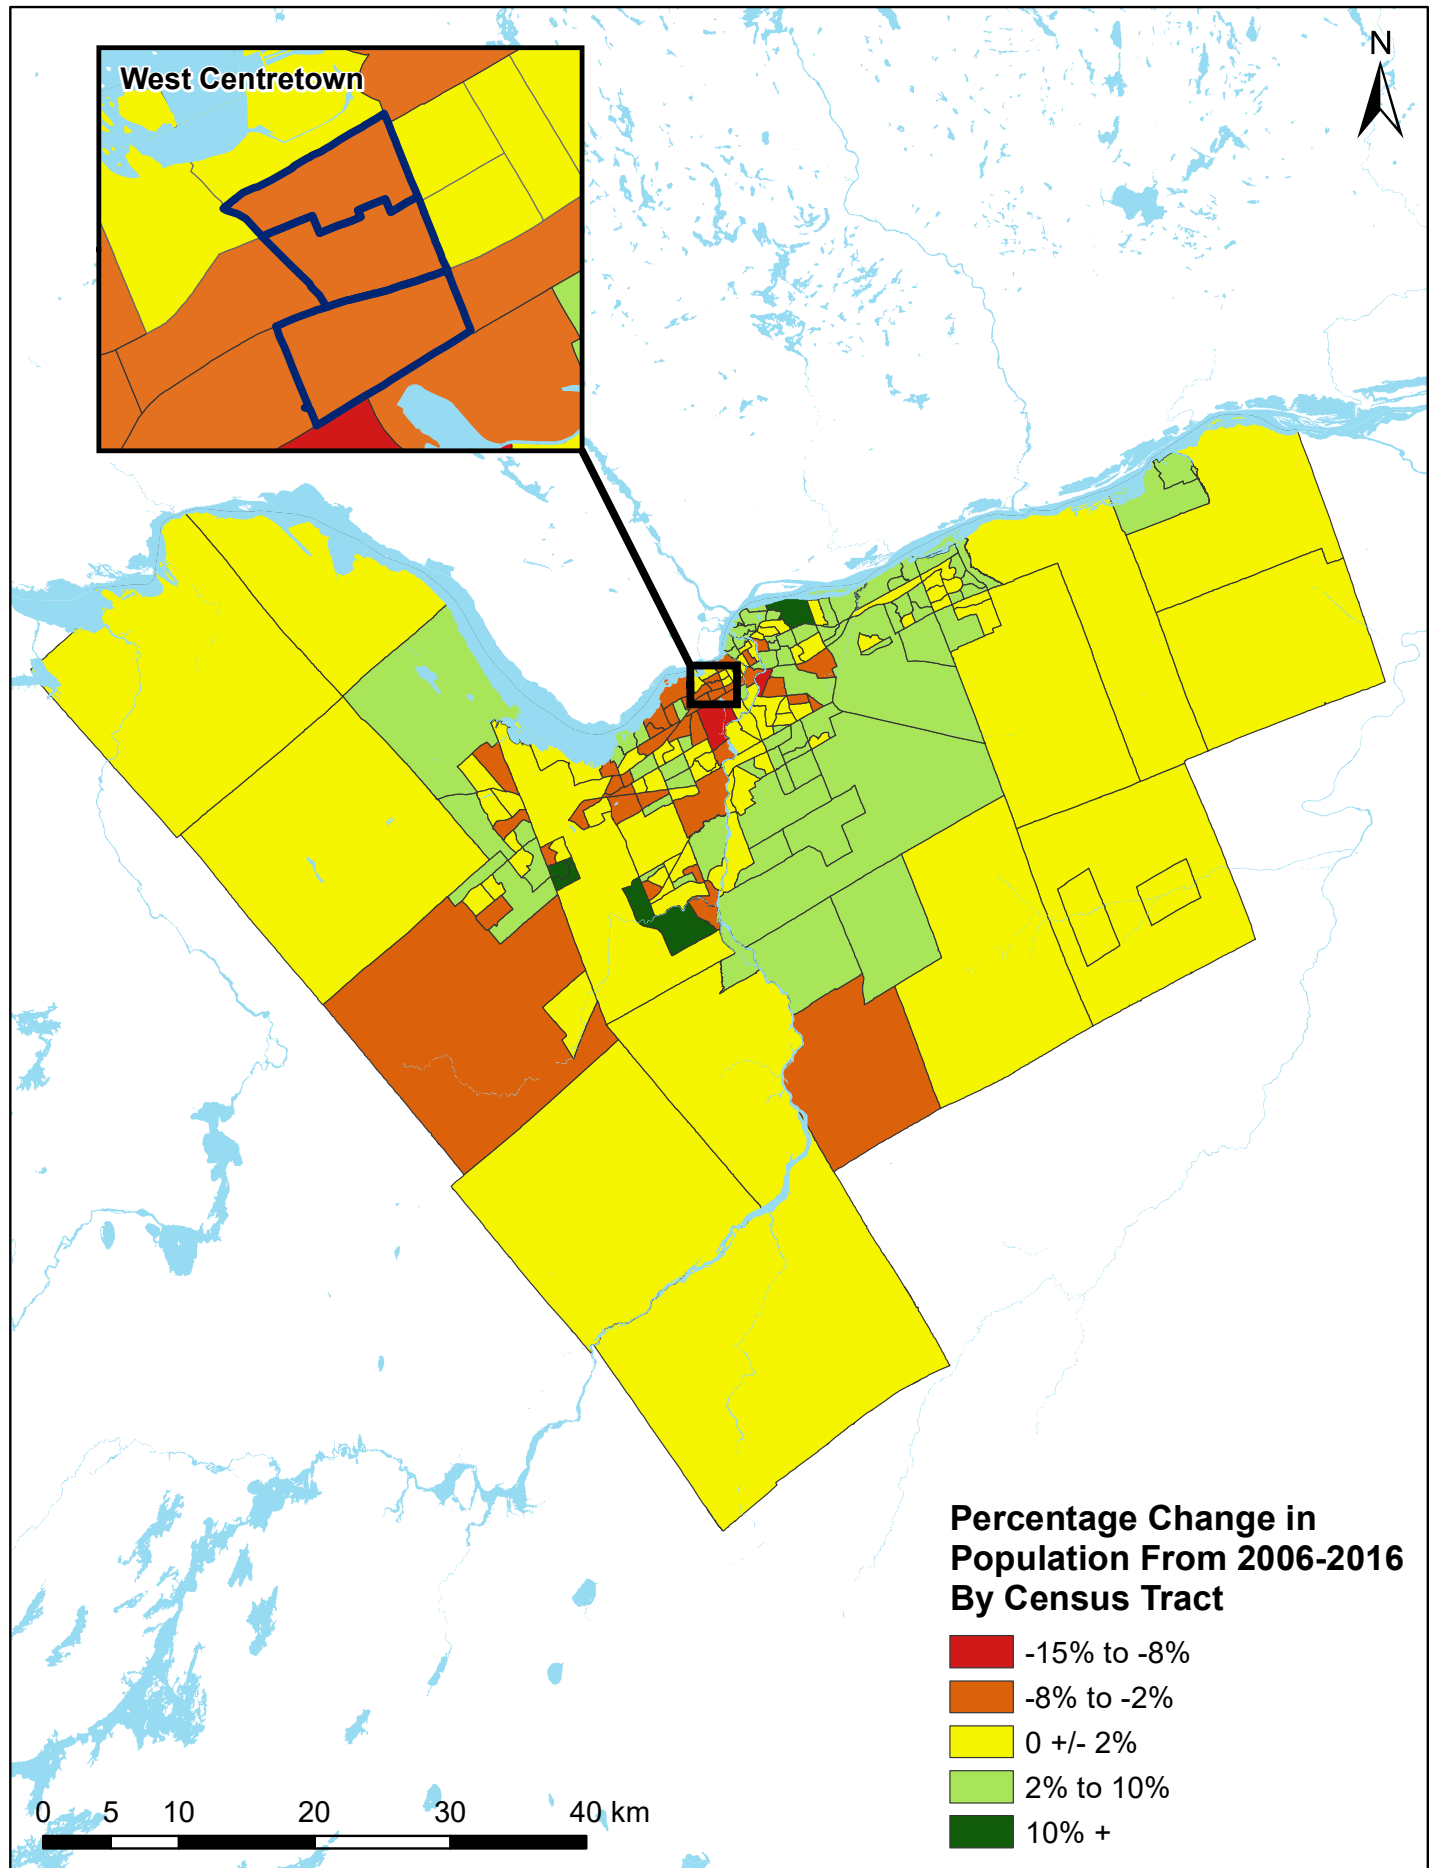 West Centretown
N
Percentage Change in
Population From 2006-2016
By Census Tract
-15% to -8%
-8% to -2%
0 +/- 2%
2% to 10%
10% +
0 5 10 20 30 40 km